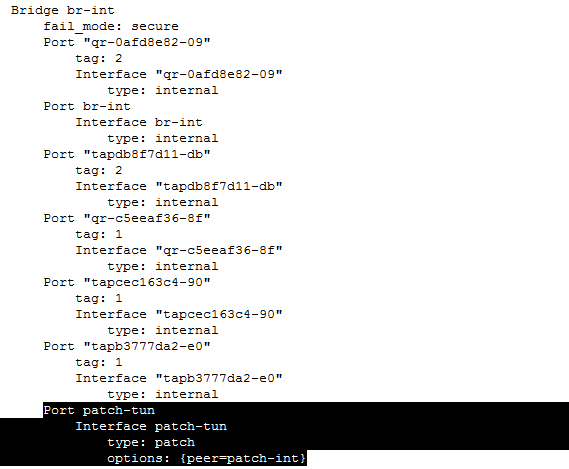 Bridge br-int
fail_mode: secure
Port "qr-0afd8e82-09"
tag: 2
Interface "qr-0afd8e82-09"
type: internal
Port br-int
Interface br-int
type: internal
Port "tapdb8f7d11-db"
tag: 2
Interface "tapdb8f7d11-db"
type: internal
Port "qr-c5eeaf36-8f"
tag: 1
Interface "qr-c5eeaf36-8f"
type: internal
Port "tapcec163c4-90"
tag: 1
Interface "tapcec163c4-90"
type: internal
Port "tapb3777da2-e0"
tag: 1
Interface "tapb3777da2-e0"
type: internal
Port patch-tun
Interface patch-tun
type: patch
options: {peer=patch-int}